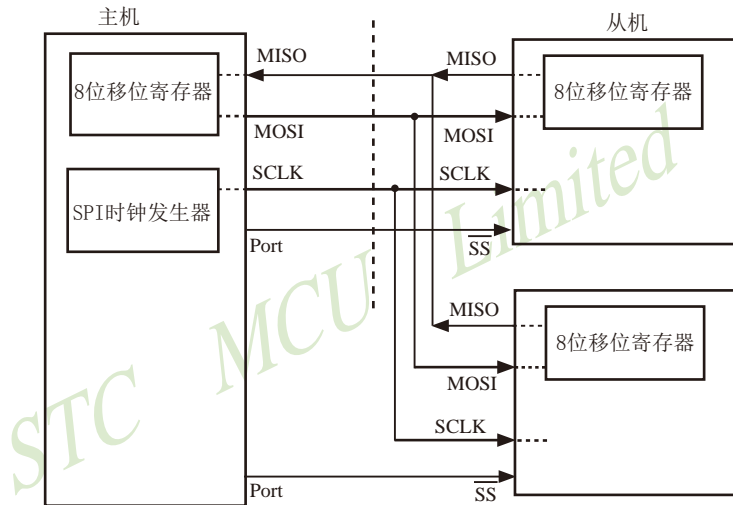 主机
从机
MISO
MISO
8位移位寄存器
8位移位寄存器
MOSI
MOSI
SCLK
SCLK
SPI时钟发生器
Port
SS
MISO
8位移位寄存器
MOSI
SCLK
Port
SS
STC MCU Limited